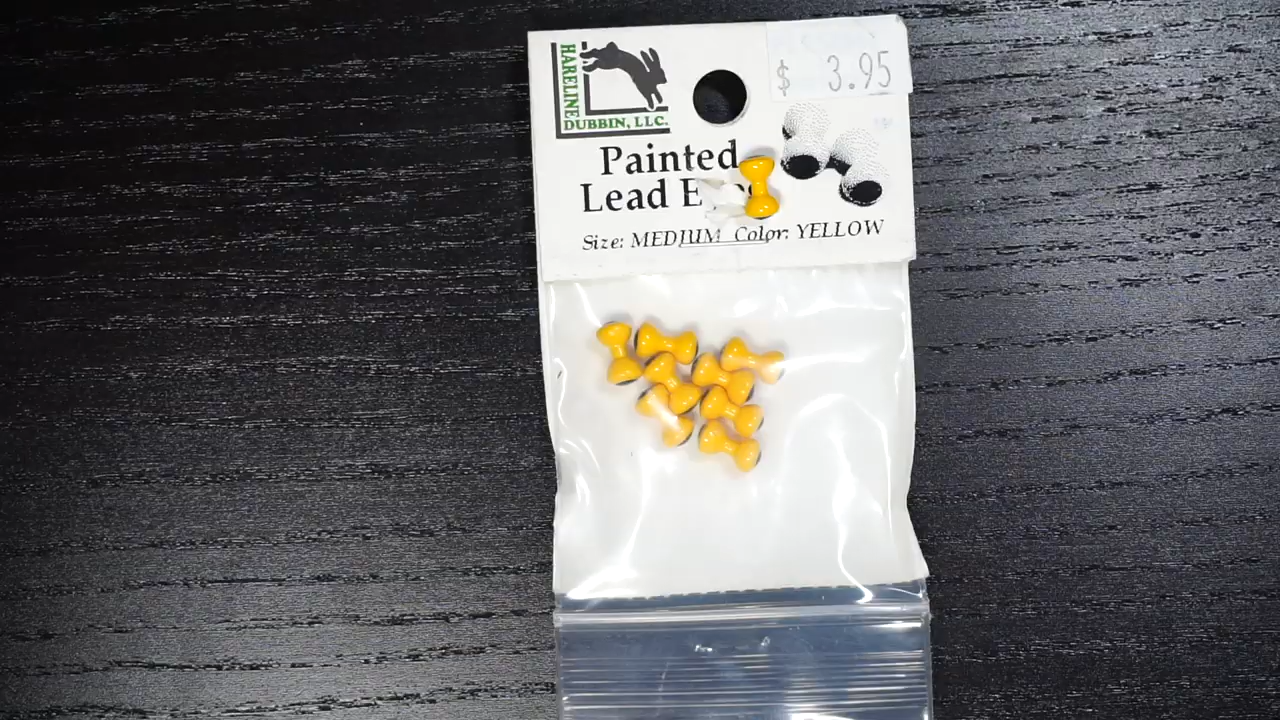 HARELINE
DUBBIN, LLC.
$ 3.95
Painted
Lead
Size: MEDIUM Color: YELLOW